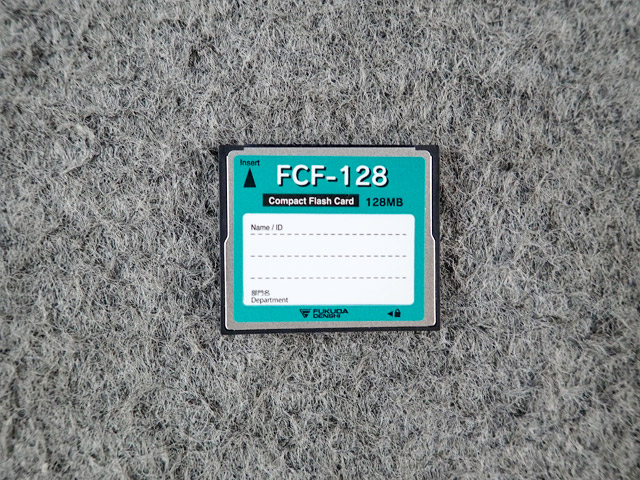 Insert
FCF-128
Compact Flash Card 128MB
Name / ID
部門名
Department
FUKUDA
DENSHI